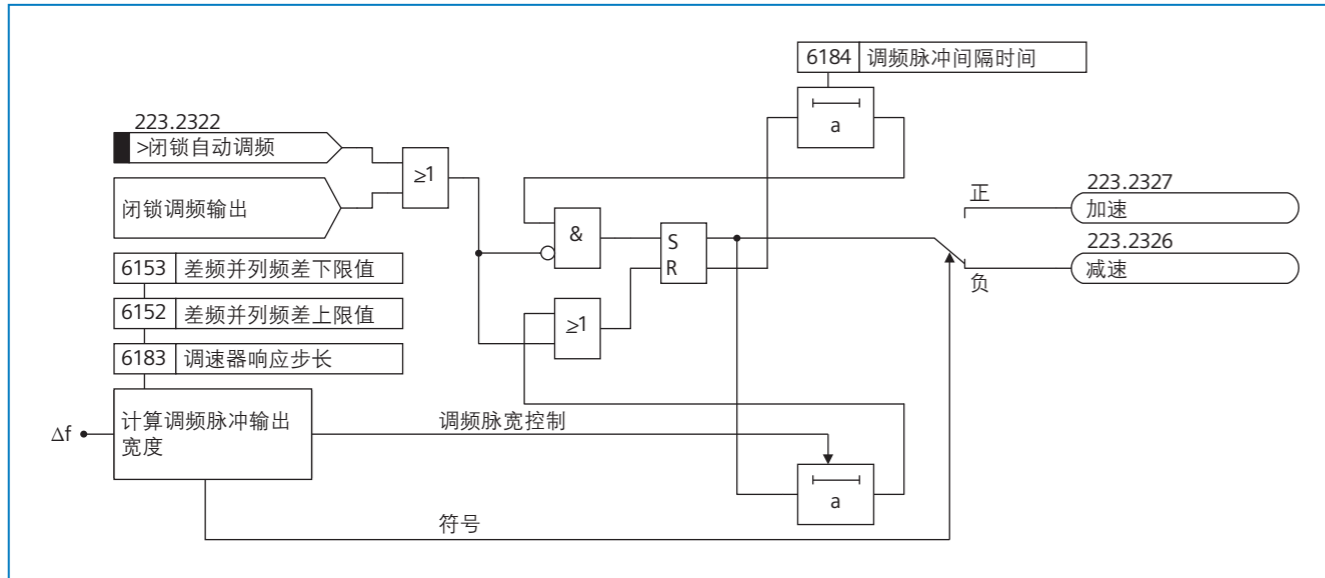 6184 调频脉冲间隔时间
a
223.2322
>闭锁自动调频
≥1
闭锁调频输出
正
223.2327
加速
&
S
R
223.2326
减速
负
6153 差频并列频差下限值
6152 差频并列频差上限值
≥1
6183 调速器响应步长
Δf
计算调频脉冲输出
宽度
调频脉宽控制
a
符号